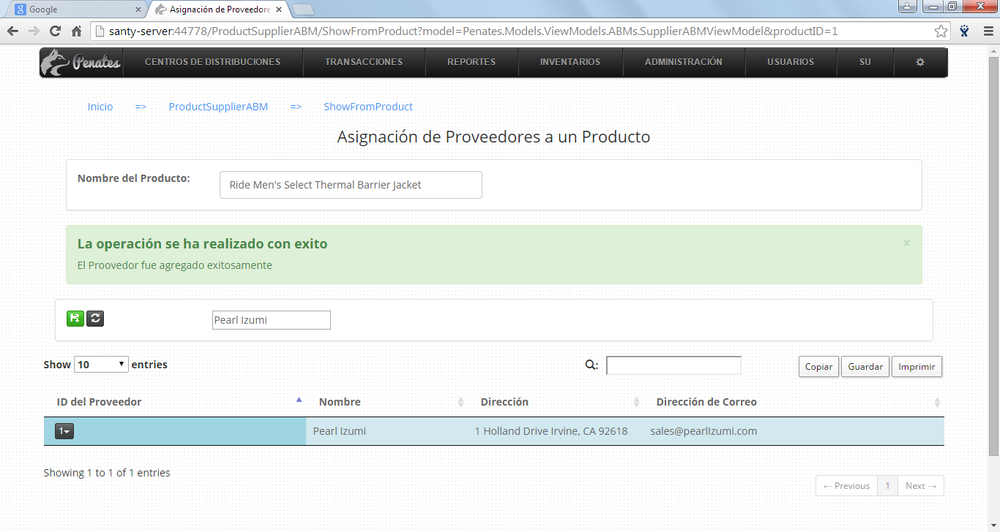 Google
Asignación de Proveedore
santy-server:44778/ProductSupplierABM/ShowFromProduct?model=Penates.Models.ViewModels.ABMs.SupplierABMViewModel&productID=1
Penates CENTROS DE DISTRIBUCIONES TRANSACCIONES REPORTES INVENTARIOS ADMINISTRACIÓN USUARIOS SU
Inicio => ProductSupplierABM => ShowFromProduct
Asignación de Proveedores a un Producto
Nombre del Producto: Ride Men's Select Thermal Barrier Jacket
La operación se ha realizado con exito ×
El Proovedor fue agregado exitosamente
Pearl Izumi
Show 10 entries : Copiar Guardar Imprimir
ID del Proveedor Nombre Dirección Dirección de Correo
1 Pearl Izumi 1 Holland Drive Irvine, CA 92618 sales@pearlIzumi.com
Showing 1 to 1 of 1 entries
← Previous 1 Next →